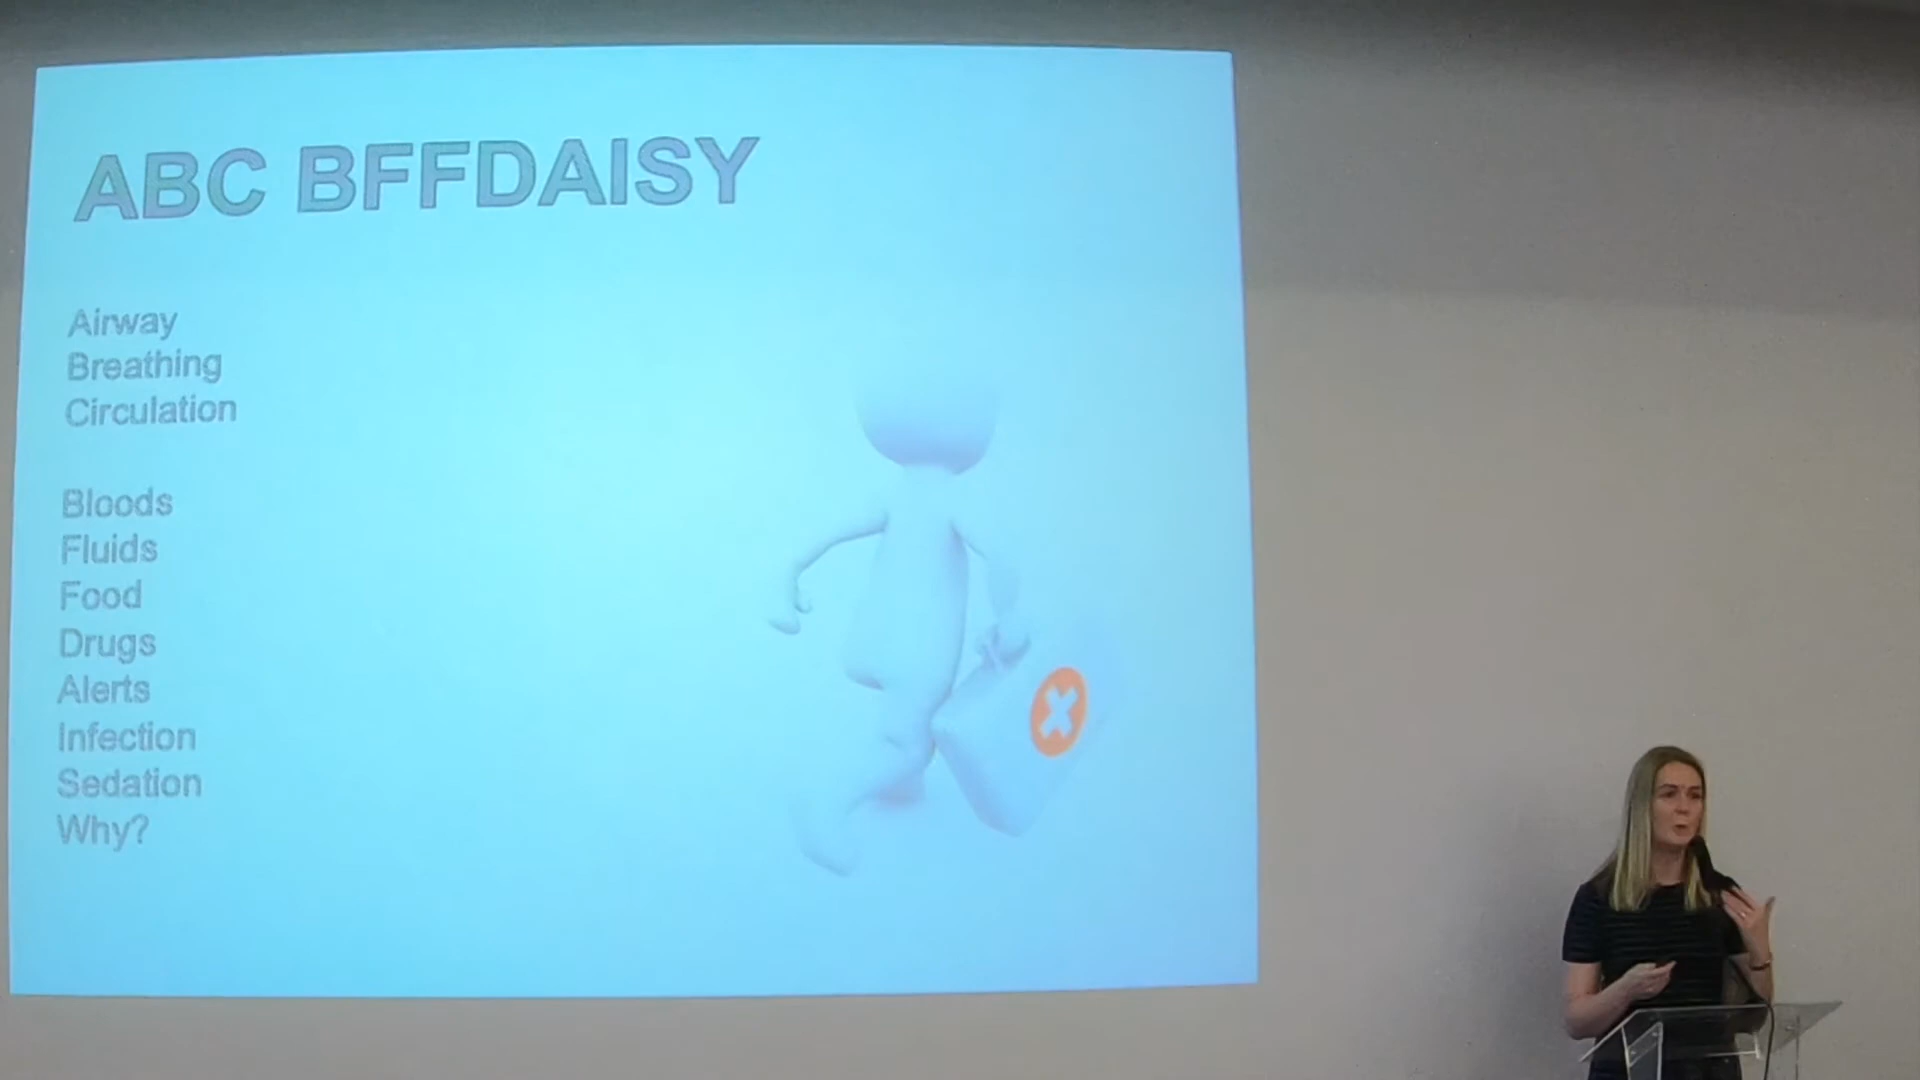 ABC BFFDAISY
Airway
Breathing
Circulation
Bloods
Fluids
Food
Drugs
Alerts
Infection
Sedation
Why?